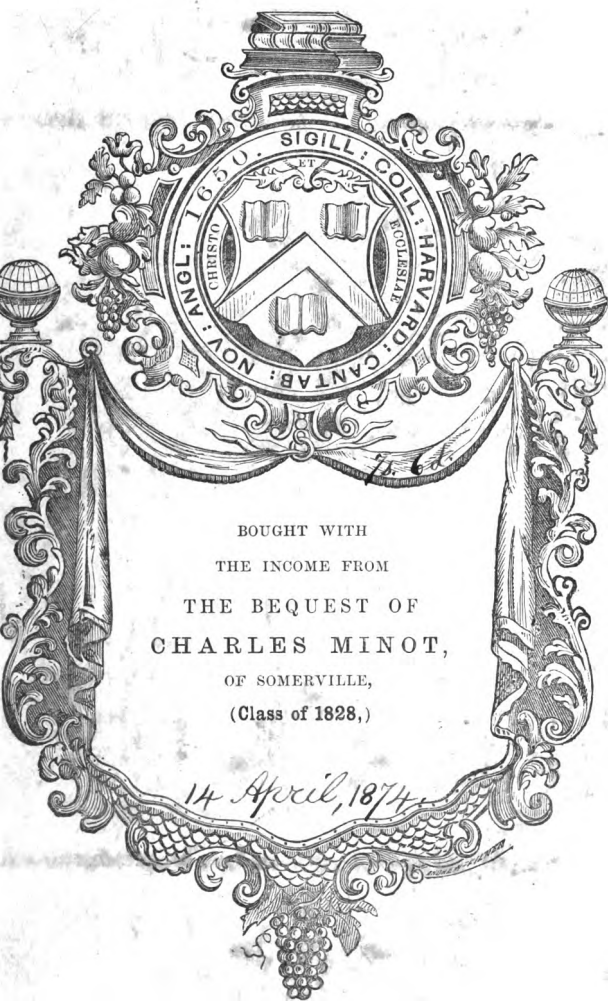 SIGILL: COLL: HARVARD: CANTAB: NOV: ANGL: 1650.
ET
CHRISTO
ECCLESIAE
7s. 6d.
BOUGHT WITH
THE INCOME FROM
THE BEQUEST OF
CHARLES MINOT,
OF SOMERVILLE,
(Class of 1828,)
14 April, 1874.